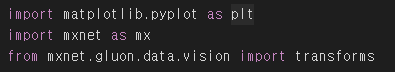 import matplotlib.pyplot as plt
import mxnet as mx
from mxnet.gluon.data.vision import transforms